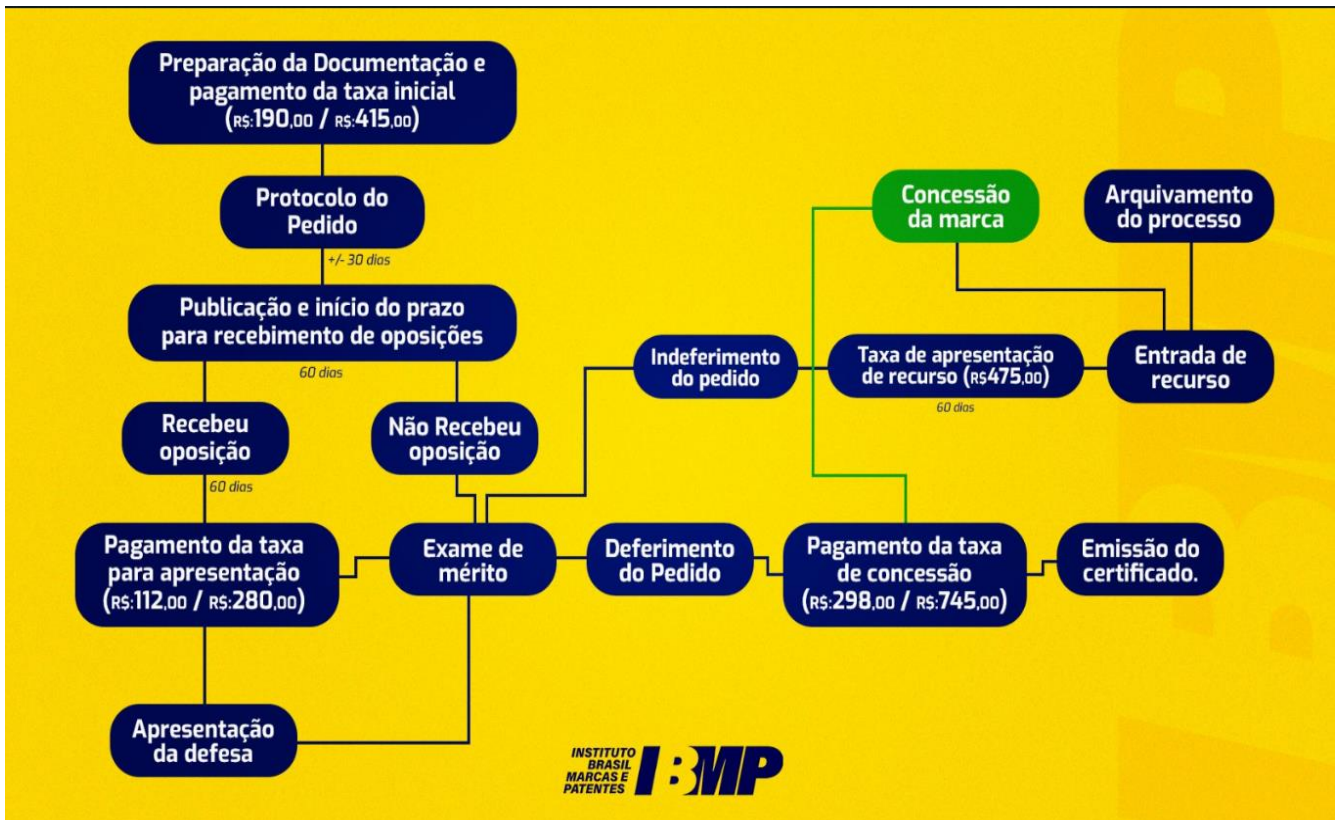 Preparação da Documentação e
pagamento da taxa inicial
(R$:190,00 / R$:415,00)
Protocolo do
Pedido
+/- 30 dias
Publicação e início do prazo
para recebimento de oposições
60 dias
Recebeu
oposição
60 dias
Não Recebeu
oposição
Pagamento da taxa
para apresentação
(R$:112,00 / R$:280,00)
Apresentação
da defesa
Exame de
mérito
Indeferimento
do pedido
Taxa de apresentação
de recurso (R$475,00)
60 dias
Entrada de
recurso
Concessão
da marca
Arquivamento
do processo
Deferimento
do Pedido
Pagamento da taxa
de concessão
(R$:298,00 / R$:745,00)
Emissão do
certificado.
INSTITUTO
BRASIL
MARCAS E
PATENTES
IBMP